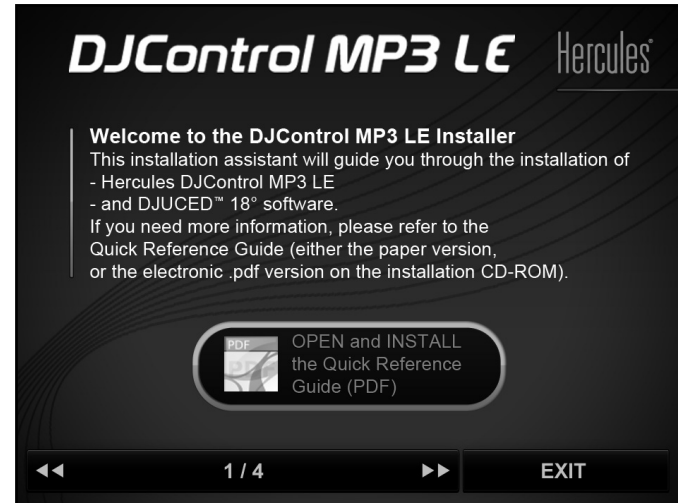 DJControl MP3 LE Hercules
Welcome to the DJControl MP3 LE Installer
This installation assistant will guide you through the installation of
- Hercules DJControl MP3 LE
- and DJUCED™ 18° software.
If you need more information, please refer to the
Quick Reference Guide (either the paper version,
or the electronic .pdf version on the installation CD-ROM).
PDF
OPEN and INSTALL
the Quick Reference
Guide (PDF)
1 / 4 EXIT